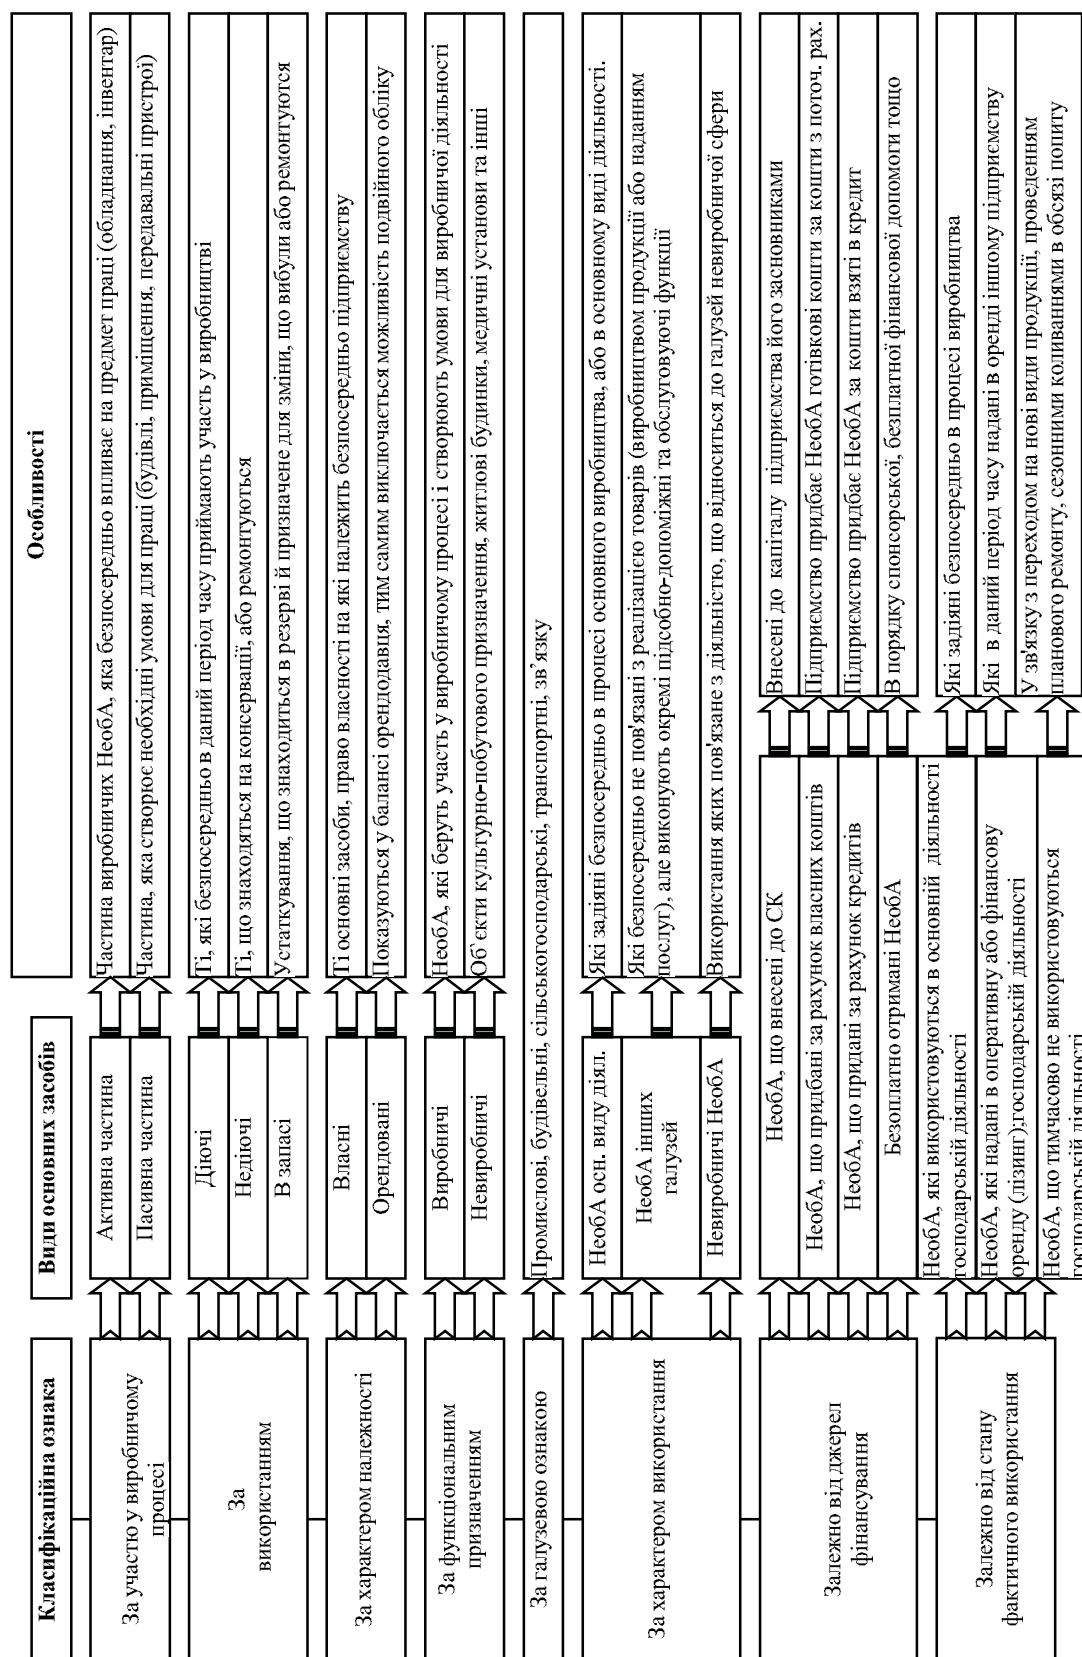 Класифікаційна ознака
Види основних засобів
Особливості
За участю у виробничому
процесі
Активна частина
Частина виробничих НеобА, яка безпосередньо впливає на предмет праці (обладнання, інвентар)
Пасивна частина
Частина, яка створює необхідні умови для праці (будівлі, приміщення, передавальні пристрої)
За
використанням
Діючі
Ті, які безпосередньо в даний період часу приймають участь у виробництві
Недіючі
Ті, що знаходяться на консервації, або ремонтуються
В запасі
Устаткування, що знаходиться в резерві й призначене для зміни, що вибули або ремонтуются
За характером належності
Власні
Ті основні засоби, право власності на які належить безпосередньо підприємству
Орендовані
Показуються у балансі орендодавця, тим самим виключається можливість подвійного обліку
За функціональним
призначенням
Виробничі
НеобА, які беруть участь у виробничому процесі і створюють умови для виробничої діяльності
Невиробничі
Об`єкти культурно-побутового призначення, житлові будинки, медичні установи та інші
За галузевою ознакою
Промислові, будівельні, сільськогосподарські, транспортні, зв’язку
За характером використання
НеобА осн. виду діял.
Які задіяні безпосередньо в процесі основного виробництва, або в основному виді діяльності.
НеобА інших
галузей
Які безпосередньо не пов'язані з реалізацією товарів (виробництвом продукції або наданням
послуг), але виконують окремі підсобно-допоміжні та обслуговуючі функції
Невиробничі НеобА
Використання яких пов'язане з діяльністю, що відноситься до галузей невиробничої сфери
Залежно від джерел
фінансування
НеобА, що внесені до СК
Внесені до капіталу підприємства його засновниками
НеобА, що придбані за рахунок власних коштів
Підприємство придбає НеобА готівкові кошти за кошти з поточ. рах.
НеобА, що придані за рахунок кредитів
Підприємство придбає НеобА за кошти взяті в кредит
Безоплатно отримані НеобА
В порядку спонсорської, безплатної фінансової допомоги тощо
Залежно від стану
фактичного використання
НеобА, які використовуються в основній діяльності
господарській діяльності
Які задіяні безпосередньо в процесі виробництва
НеобА, які надані в оперативну або фінансову
оренду (лізинг);господарській діяльності
Які в даний період часу надані в оренді іншому підприємству
НеобА, що тимчасово не використовуються
господарській діяльності
У зв'язку з переходом на нові види продукції, проведенням
планового ремонту, сезонними коливаннями в обсязі попиту